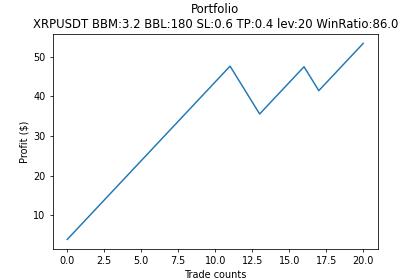 Portfolio
XRPUSDT BBM:3.2 BBL:180 SL:0.6 TP:0.4 lev:20 WinRatio:86.0
Profit ($)
50
40
30
20
10
0.0 2.5 5.0 7.5 10.0 12.5 15.0 17.5 20.0
Trade counts